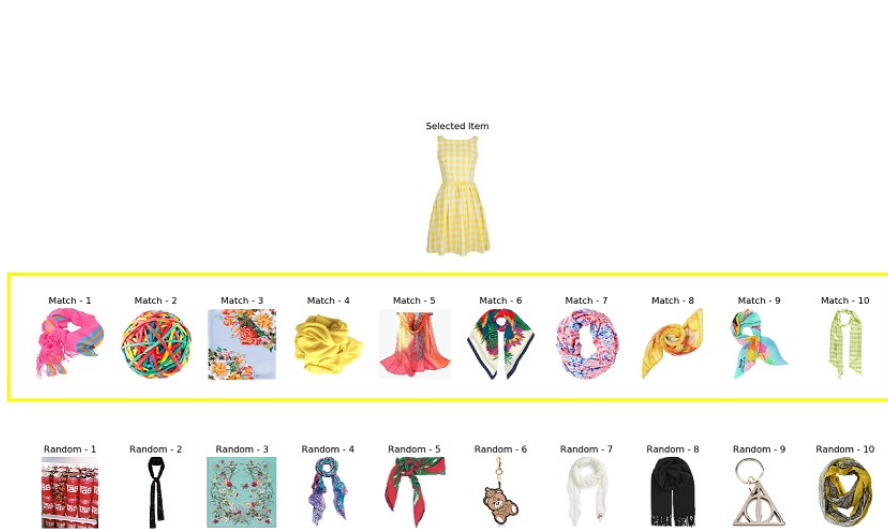 Selected Item
Match - 1 Match - 2 Match - 3 Match - 4 Match - 5 Match - 6 Match - 7 Match - 8 Match - 9 Match - 10
Random - 1 Random - 2 Random - 3 Random - 4 Random - 5 Random - 6 Random - 7 Random - 8 Random - 9 Random - 10